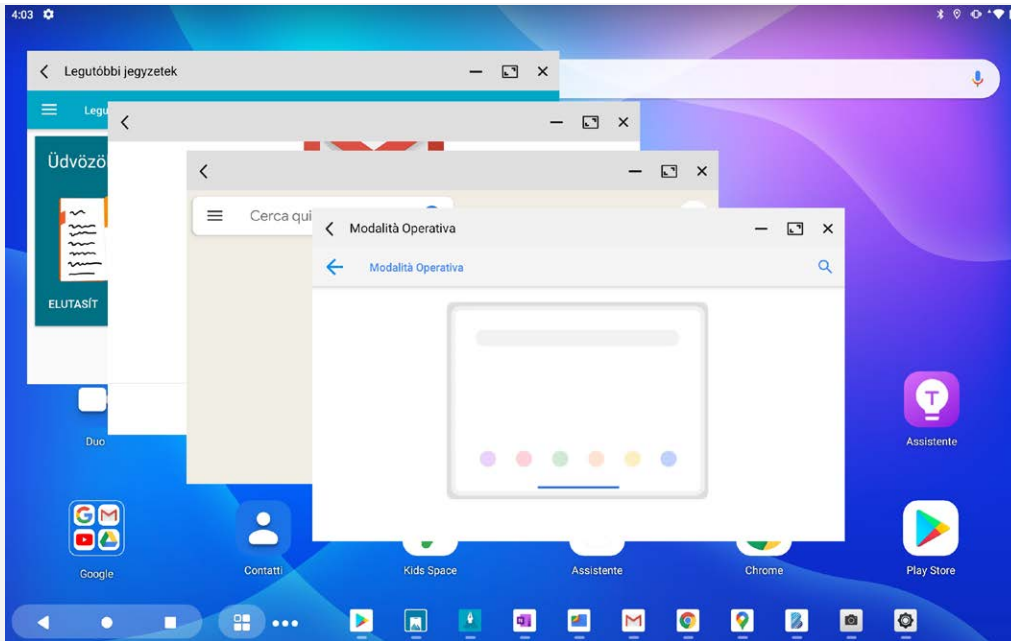 4:03
Legutóbbi jegyzetek
Legu
Üdvözö
ELUTASÍT
Cerca qui
Modalità Operativa
Modalità Operativa
Duo
T
Assistente
Google
Contatti
Kids Space
Assistente
Chrome
Play Store